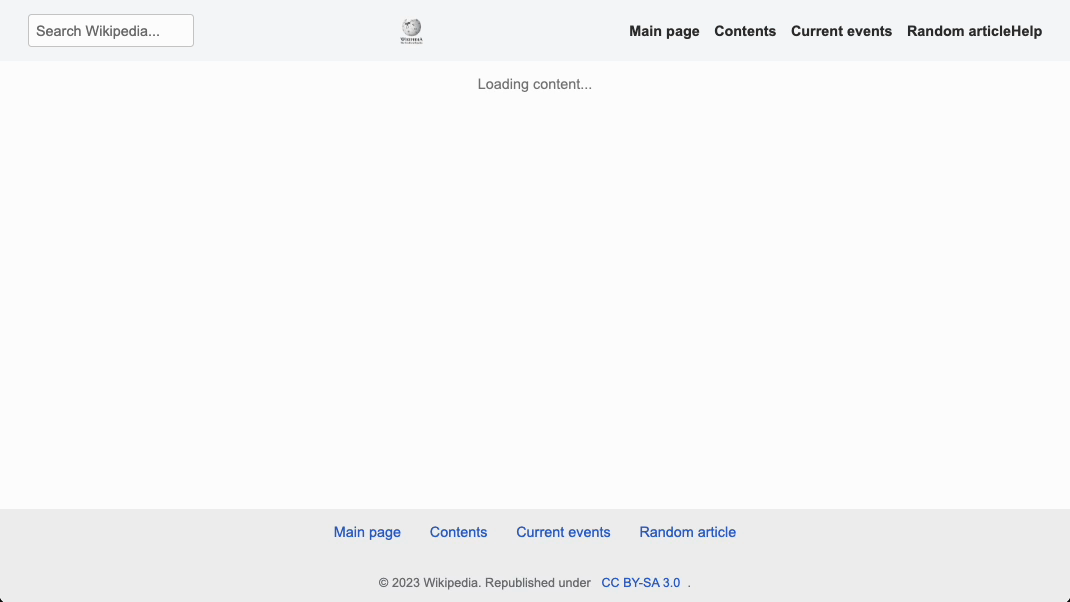 Search Wikipedia...
WIKIPEDIA
Main page Contents Current events Random articleHelp
Loading content...
Main page Contents Current events Random article
© 2023 Wikipedia. Republished under CC BY-SA 3.0 .